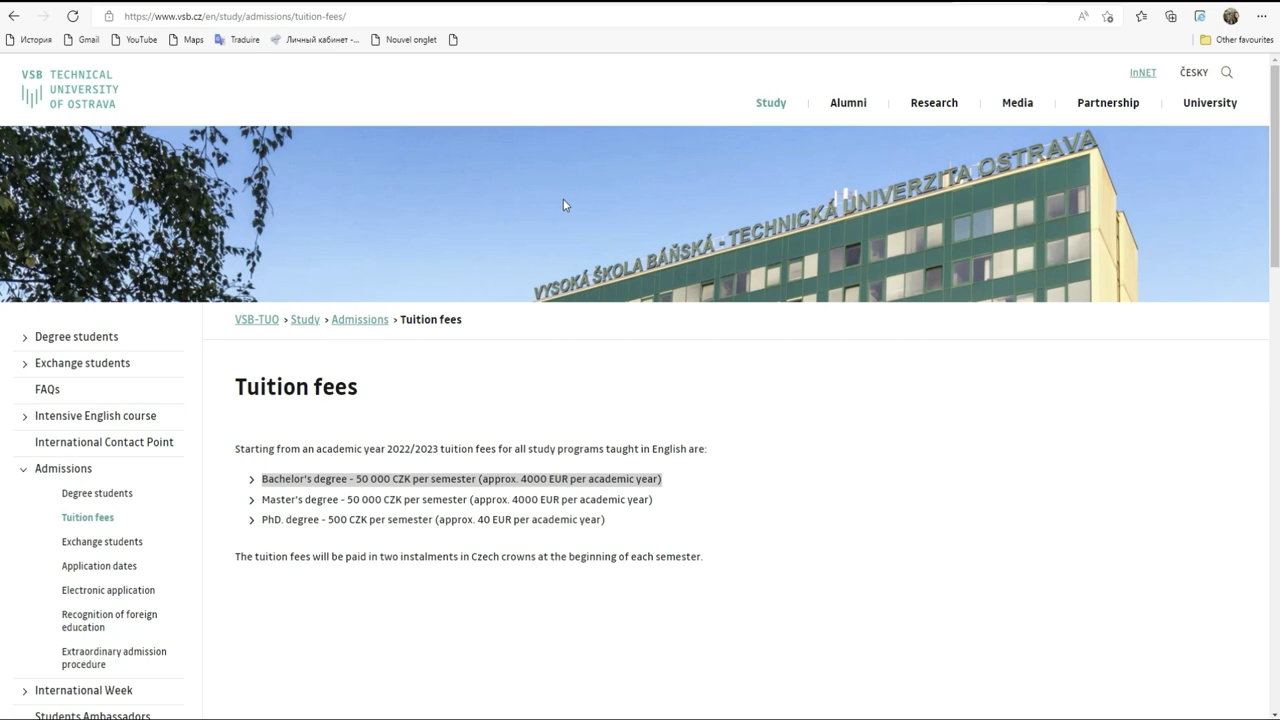 https://www.vsb.cz/en/study/admissions/tuition-fees/
История Gmail YouTube Maps Traduire Личный кабинет -... Nouvel onglet Other favourites
VSB TECHNICAL
UNIVERSITY
OF OSTRAVA
InNET ČESKY
Study Alumni Research Media Partnership University
VYSOKÁ ŠKOLA BÁŇSKÁ - TECHNICKÁ UNIVERZITA OSTRAVA
VSB-TUO > Study > Admissions > Tuition fees
Degree students
Exchange students
FAQs
Intensive English course
International Contact Point
Admissions
Degree students
Tuition fees
Exchange students
Application dates
Electronic application
Recognition of foreign
education
Extraordinary admission
procedure
International Week
Students Ambassadors
Tuition fees
Starting from an academic year 2022/2023 tuition fees for all study programs taught in English are:
Bachelor's degree - 50 000 CZK per semester (approx. 4000 EUR per academic year)
Master's degree - 50 000 CZK per semester (approx. 4000 EUR per academic year)
PhD. degree - 500 CZK per semester (approx. 40 EUR per academic year)
The tuition fees will be paid in two instalments in Czech crowns at the beginning of each semester.